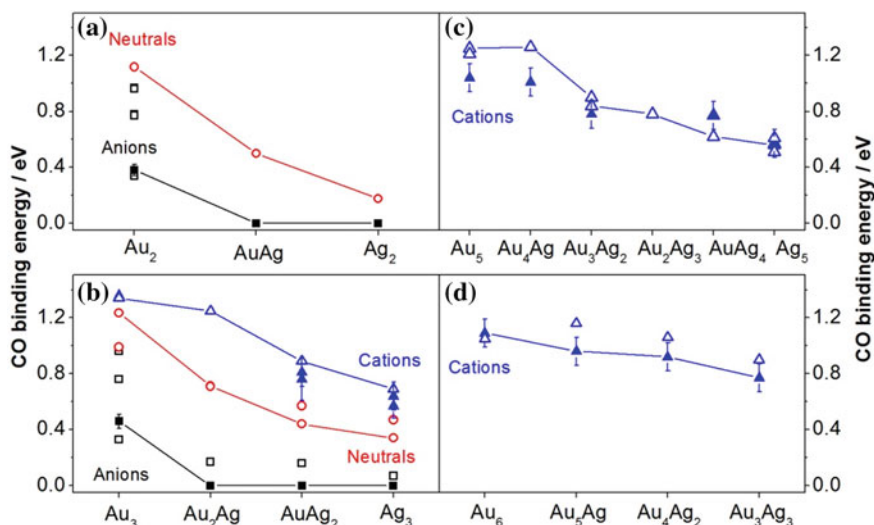 (a)
Neutrals
Anions
1.2
0.8
0.4
0.0
Au₂
AuAg
Ag₂
(c)
Cations
1.2
0.8
0.4
0.0
Au₅
Au₄Ag
Au₃Ag₂
Au₂Ag₃
AuAg₄
Ag₅
CO binding energy / eV
CO binding energy / eV
(b)
Cations
Neutrals
Anions
1.2
0.8
0.4
0.0
Au₃
Au₂Ag
AuAg₂
Ag₃
(d)
Cations
1.2
0.8
0.4
0.0
Au₆
Au₅Ag
Au₄Ag₂
Au₃Ag₃